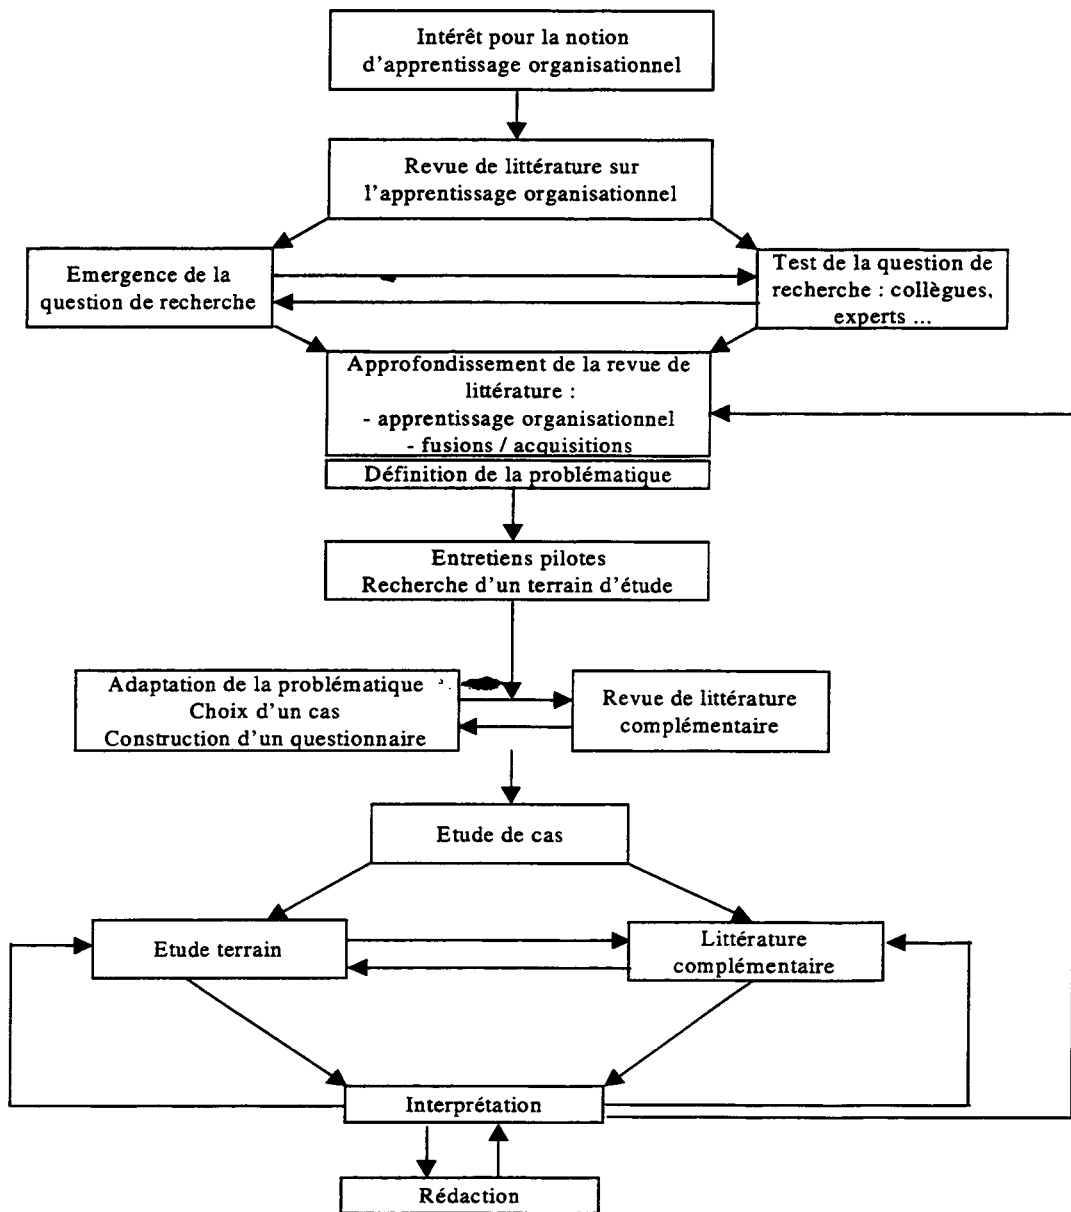 Intérêt pour la notion
d'apprentissage organisationnel
Revue de littérature sur
l'apprentissage organisationnel
Emergence de la
question de recherche
Test de la question de
recherche : collègues,
experts ...
Approfondissement de la revue de
littérature :
- apprentissage organisationnel
- fusions / acquisitions
Définition de la problématique
Entretiens pilotes
Recherche d'un terrain d'étude
Adaptation de la problématique
Choix d'un cas
Construction d'un questionnaire
Revue de littérature
complémentaire
Etude de cas
Etude terrain
Littérature
complémentaire
Interprétation
Rédaction